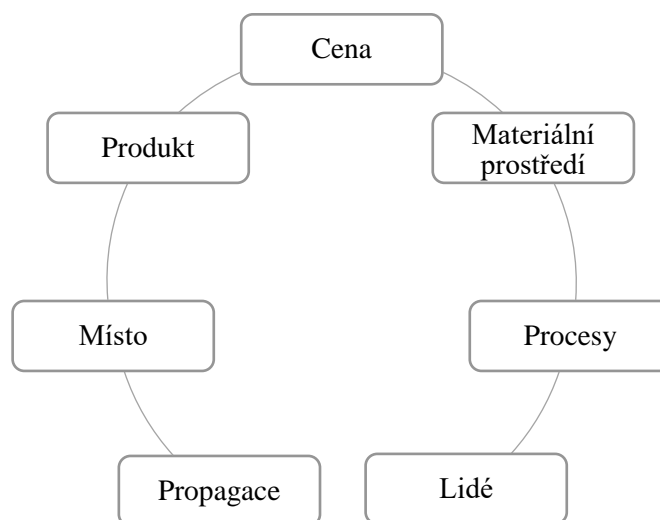 Cena
Produkt
Materiální
prostředí
Místo
Procesy
Propagace
Lidé